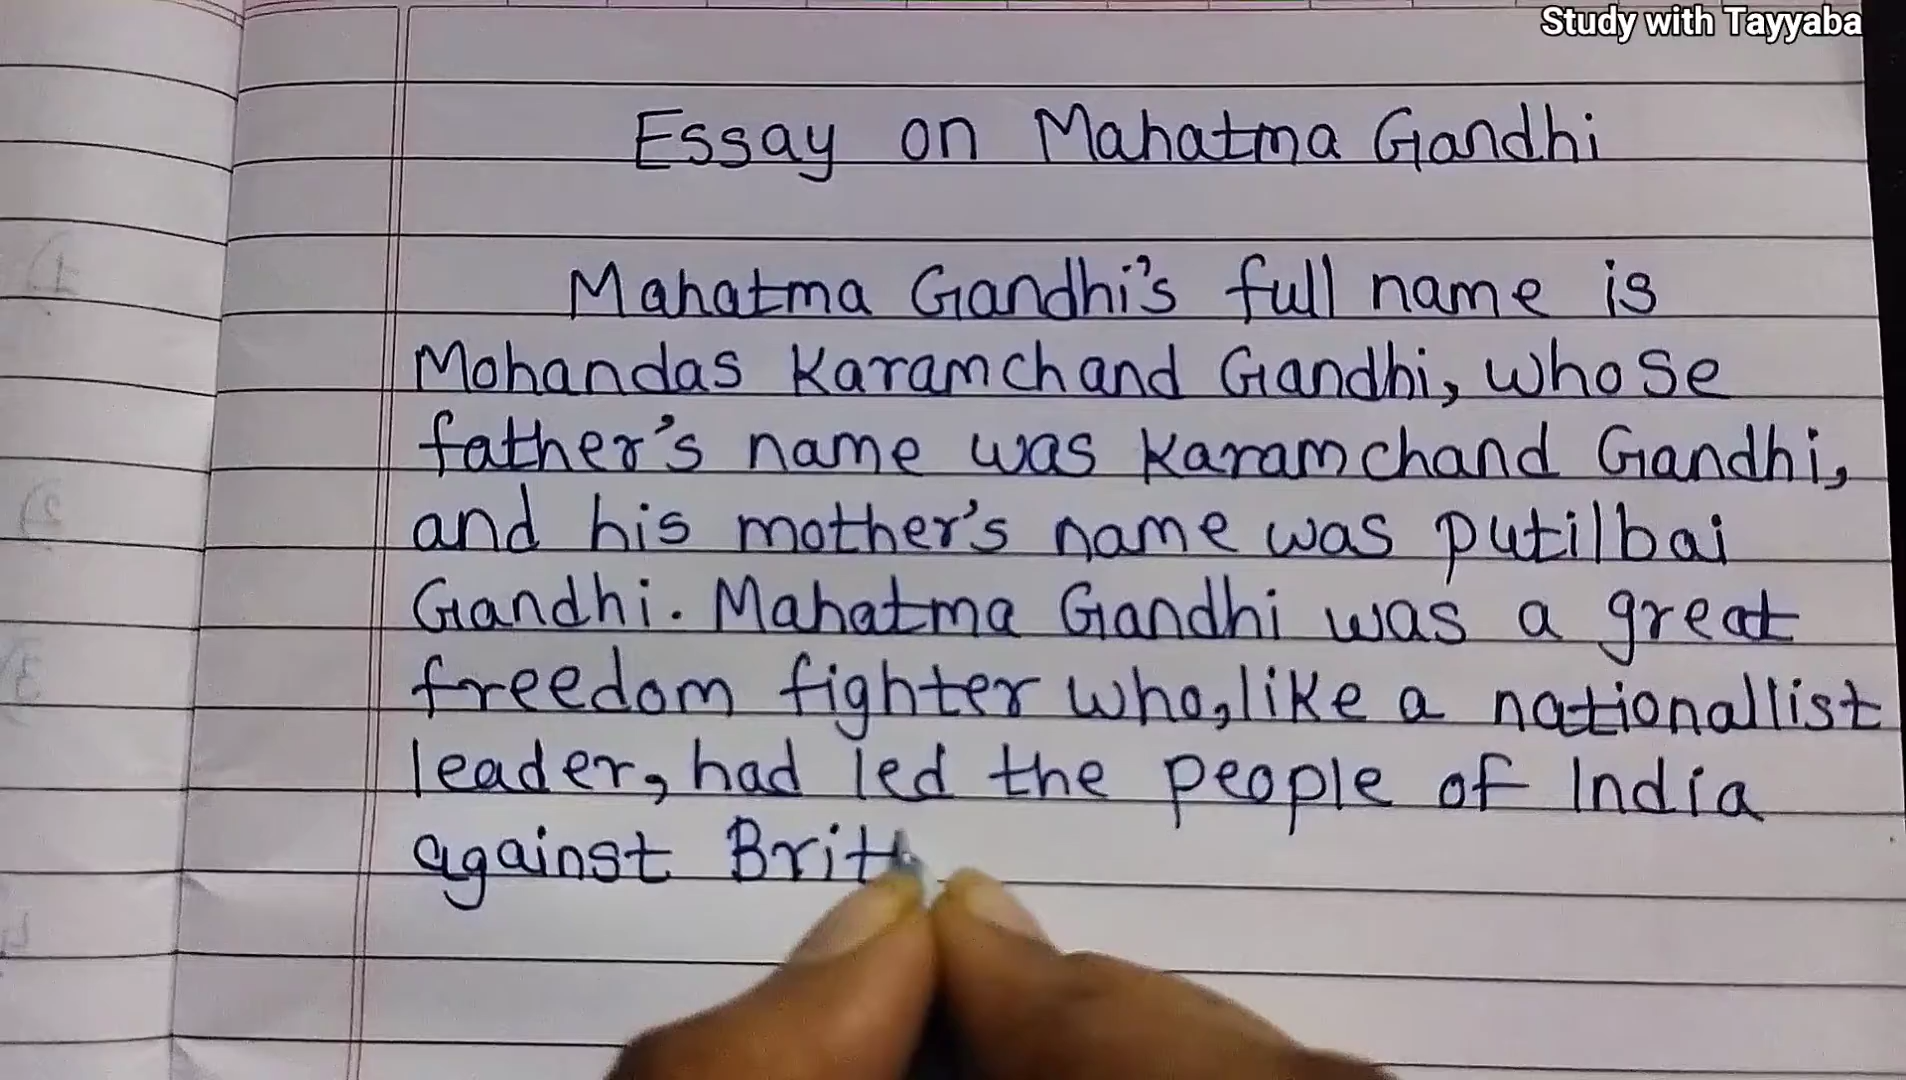 Study with Tayyaba
Essay on Mahatma Gandhi
Mahatma Gandhi's full name is
Mohandas Karamchand Gandhi, whose
father's name was Karamchand Gandhi,
and his mother's name was putilbai
Gandhi. Mahatma Gandhi was a great
freedom fighter who, like a nationallist
leader, had led the people of India
against Brit